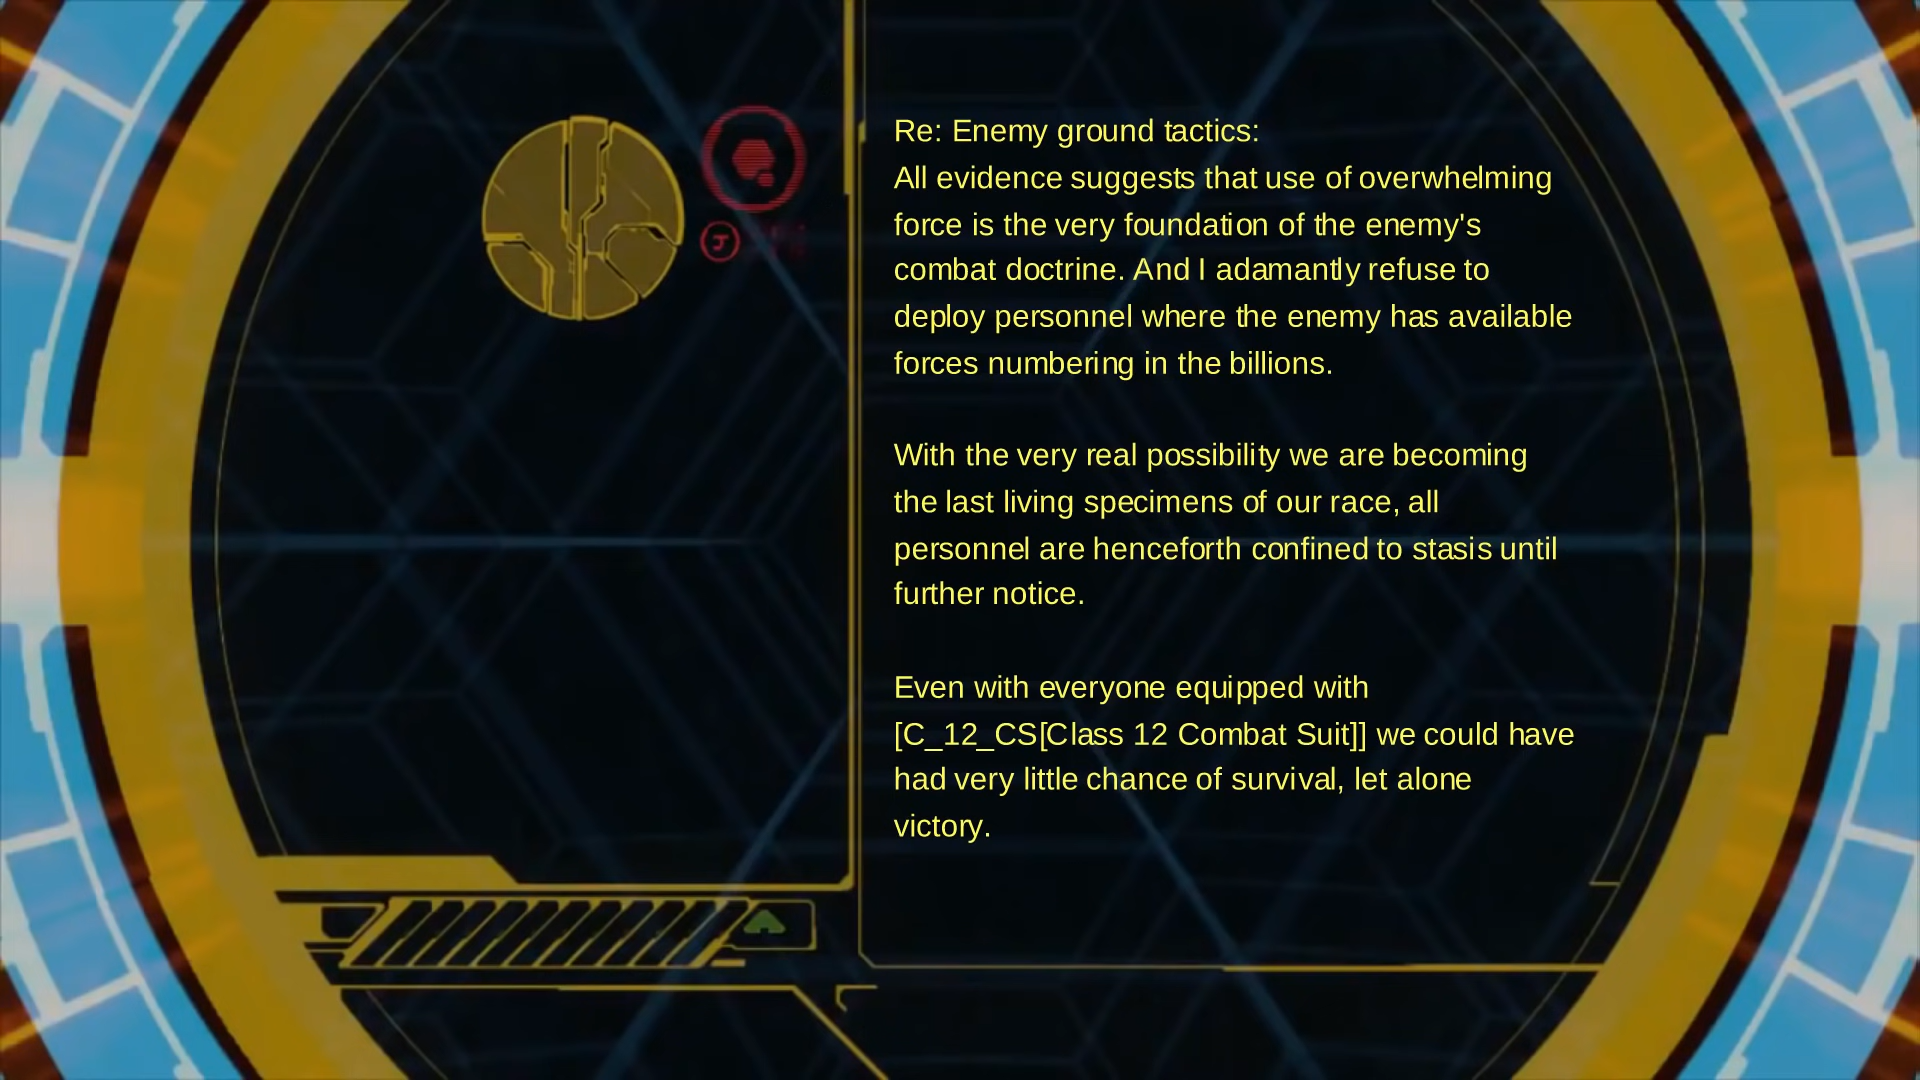 Re: Enemy ground tactics:
All evidence suggests that use of overwhelming
force is the very foundation of the enemy's
combat doctrine. And I adamantly refuse to
deploy personnel where the enemy has available
forces numbering in the billions.
With the very real possibility we are becoming
the last living specimens of our race, all
personnel are henceforth confined to stasis until
further notice.
Even with everyone equipped with
[C_12_CS[Class 12 Combat Suit]] we could have
had very little chance of survival, let alone
victory.